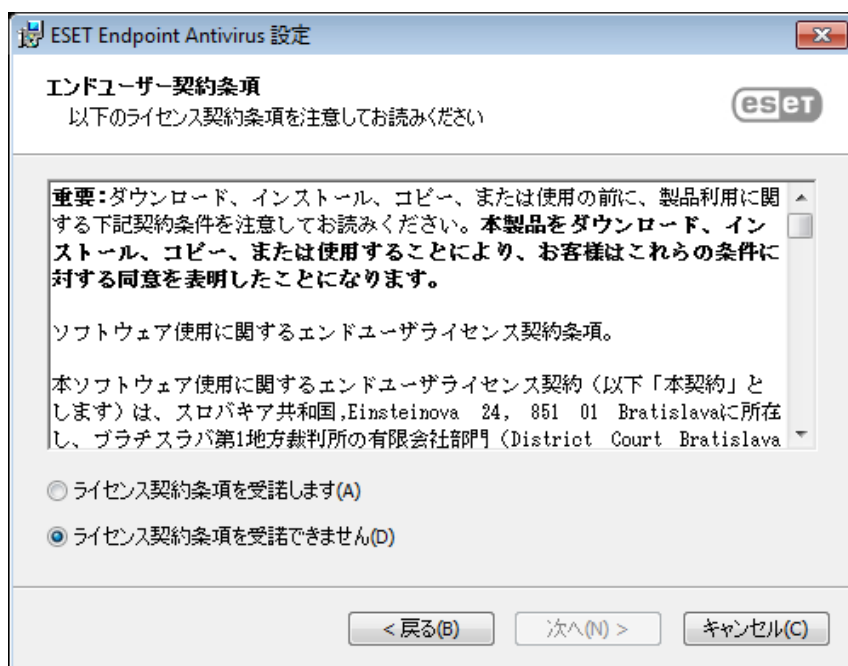 ESET Endpoint Antivirus 設定
エンドユーザー契約条項
以下のライセンス契約条項を注意してお読みください
eseT
重要:ダウンロード、インストール、コピー、または使用の前に、製品利用に関
する下記契約条件を注意してお読みください。本製品をダウンロード、イン
ストール、コピー、または使用することにより、お客様はこれらの条件に
対する同意を表明したことになります。
ソフトウェア使用に関するエンドユーザライセンス契約条項。
本ソフトウェア使用に関するエンドユーザライセンス契約（以下「本契約」と
します）は、スロバキア共和国,Einsteinova 24, 851 01 Bratislavaに所在
し、ブラチスラバ第1地方裁判所の有限会社部門（District Court Bratislava
ライセンス契約条項を受諾します(A)
ライセンス契約条項を受諾できません(D)
< 戻る(B)
次へ(N) >
キャンセル(C)